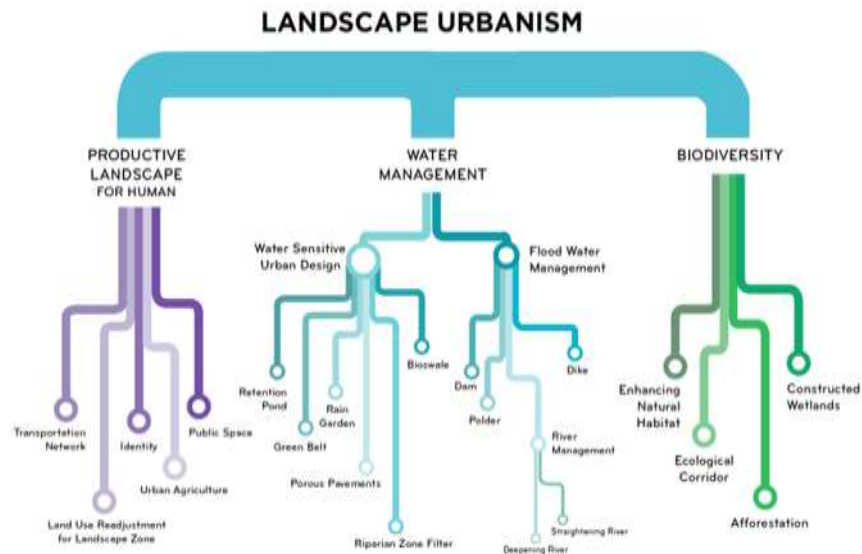 LANDSCAPE URBANISM
PRODUCTIVE
LANDSCAPE
FOR HUMAN
Transportation
Network
Land Use Readjustment
for Landscape Zone
Identity
Urban Agriculture
Public Space
WATER
MANAGEMENT
Water Sensitive
Urban Design
Retention
Pond
Green Belt
Rain
Garden
Porous Pavements
Riparian Zone Filter
Bioswale
Flood Water
Management
Dam
Polder
River
Management
Deepening River
Straightening River
Dike
BIODIVERSITY
Enhancing
Natural
Habitat
Ecological
Corridor
Afforestation
Constructed
Wetlands